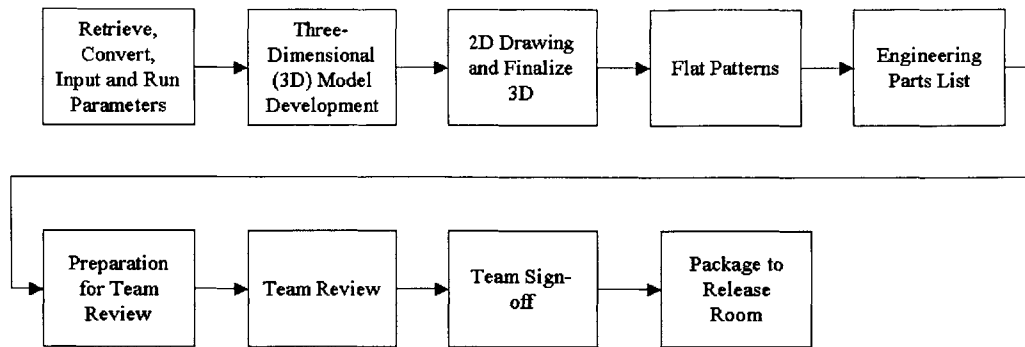 Retrieve,
Convert,
Input and Run
Parameters
Three-
Dimensional
(3D) Model
Development
2D Drawing
and Finalize
3D
Flat Patterns
Engineering
Parts List
Preparation
for Team
Review
Team Review
Team Sign-
off
Package to
Release
Room